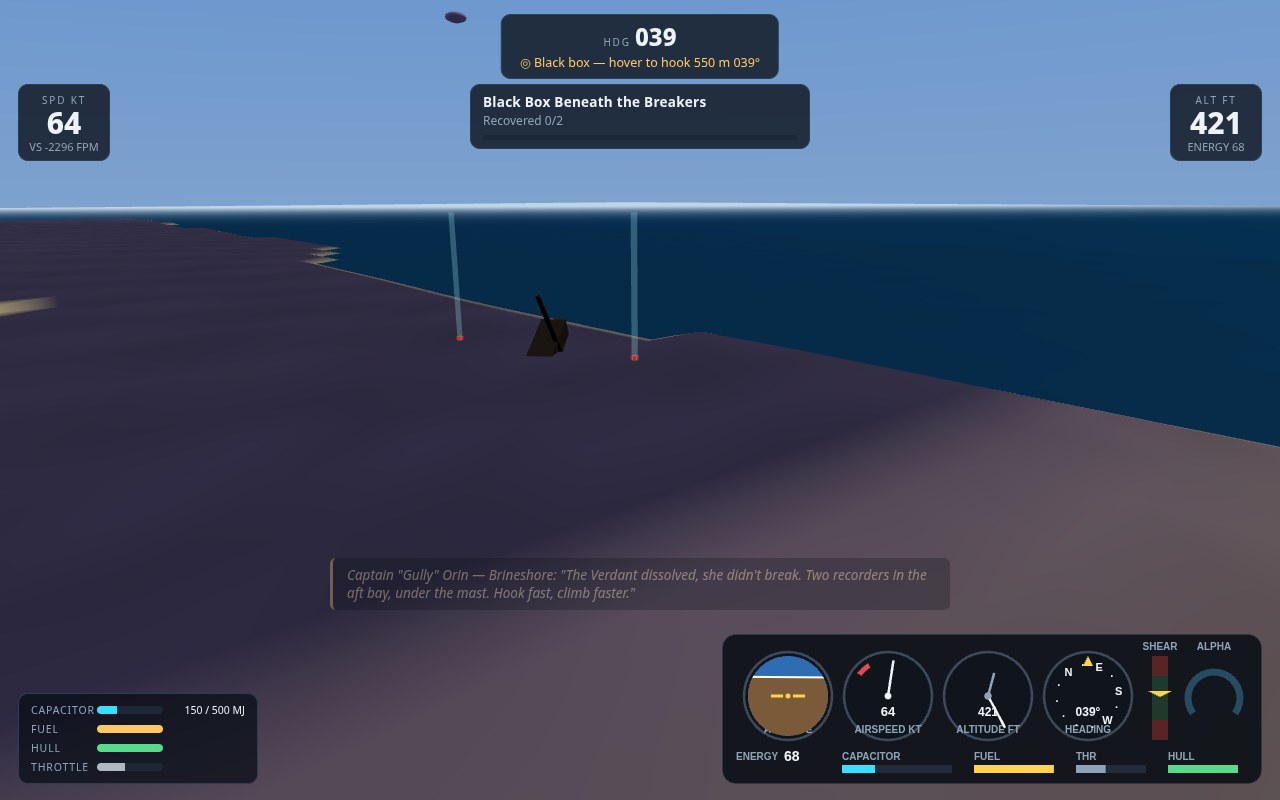 HDG 039
◎ Black box — hover to hook 550 m 039°
SPD KT
64
VS -2296 FPM
Black Box Beneath the Breakers
Recovered 0/2
ALT FT
421
ENERGY 68
Captain "Gully" Orin — Brineshore: "The Verdant dissolved, she didn't break. Two recorders in the
aft bay, under the mast. Hook fast, climb faster."
CAPACITOR 150 / 500 MJ
FUEL
HULL
THROTTLE
SHEAR ALPHA
N E S W
64 421 039°
AIRSPEED KT ALTITUDE FT HEADING
ENERGY 68 CAPACITOR FUEL THR HULL